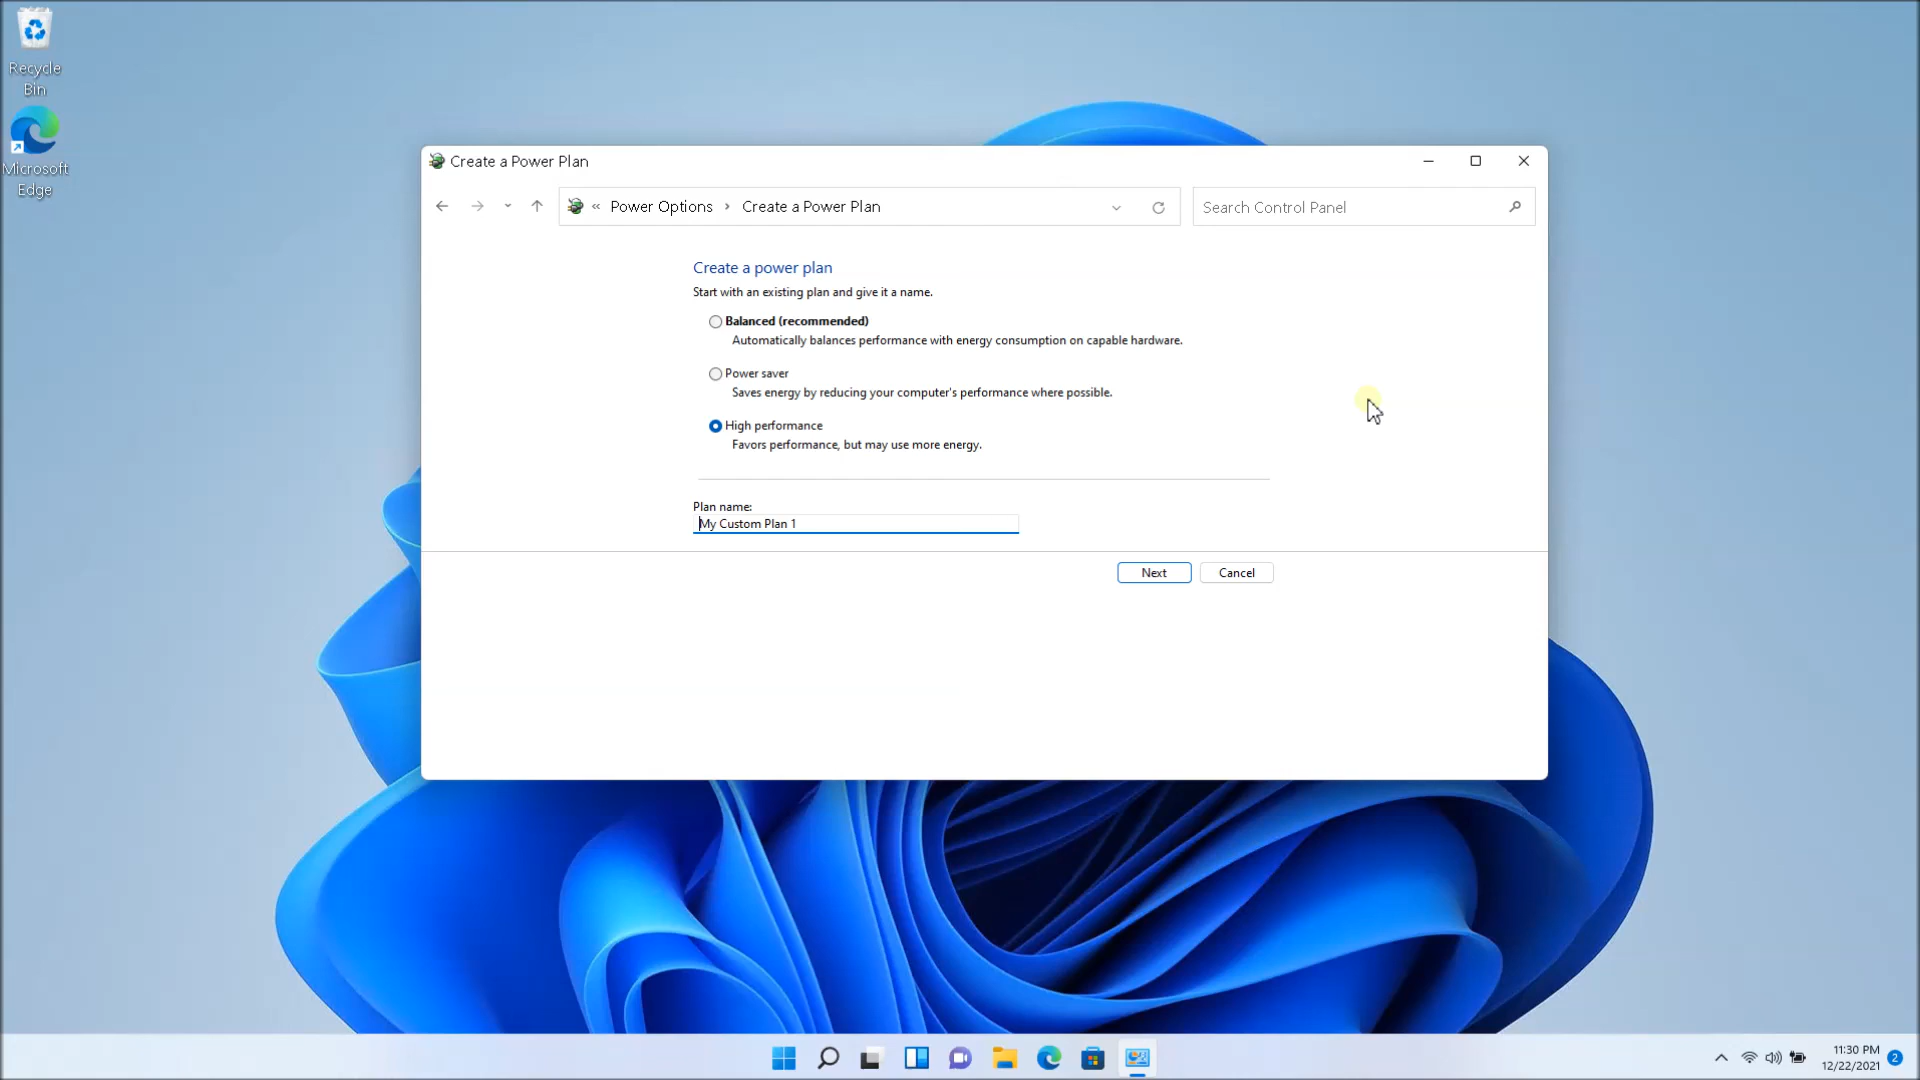 Recycle
Bin
Microsoft
Edge
Create a Power Plan
« Power Options › Create a Power Plan
Search Control Panel
Create a power plan
Start with an existing plan and give it a name.
Balanced (recommended)
Automatically balances performance with energy consumption on capable hardware.
Power saver
Saves energy by reducing your computer's performance where possible.
High performance
Favors performance, but may use more energy.
Plan name:
My Custom Plan 1
Next
Cancel
11:30 PM
12/22/2021
2